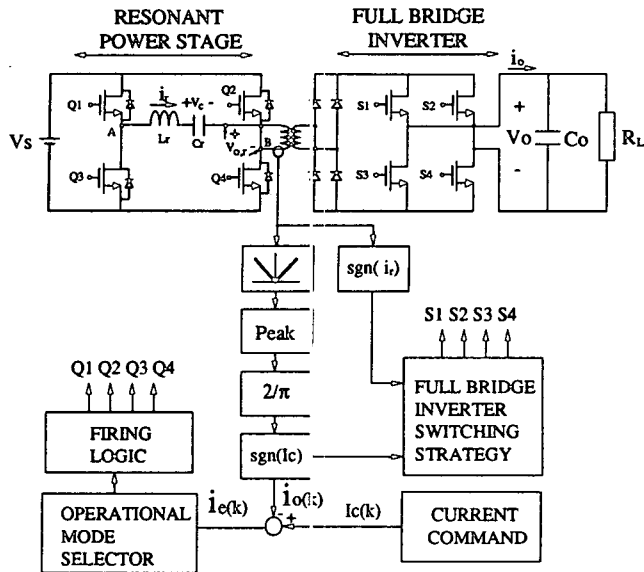 RESONANT
POWER STAGE
FULL BRIDGE
INVERTER
Vs
Q1
Q2
Q3
Q4
A
B
ir
Lr
+Vc-
Cr
+
Vo,r-
S1
S2
S3
S4
io
+
Vo
-
Co
RL
sgn( ir)
Peak
2/π
sgn(Ic)
S1 S2 S3 S4
FULL BRIDGE
INVERTER
SWITCHING
STRATEGY
Q1 Q2 Q3 Q4
FIRING
LOGIC
OPERATIONAL
MODE
SELECTOR
ie(k)
io(k)
- +
Ic(k)
CURRENT
COMMAND